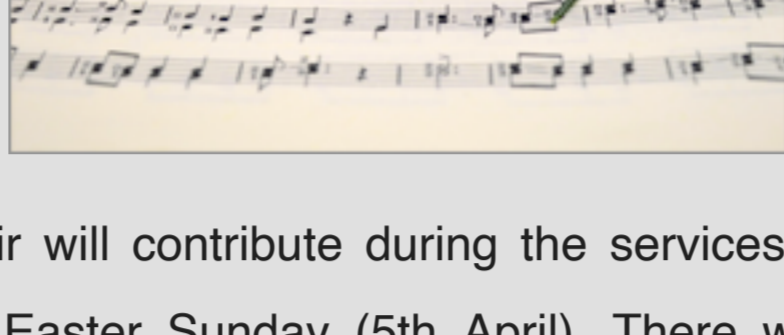 ir will contribute during the services
Easter Sunday (5th April). There w